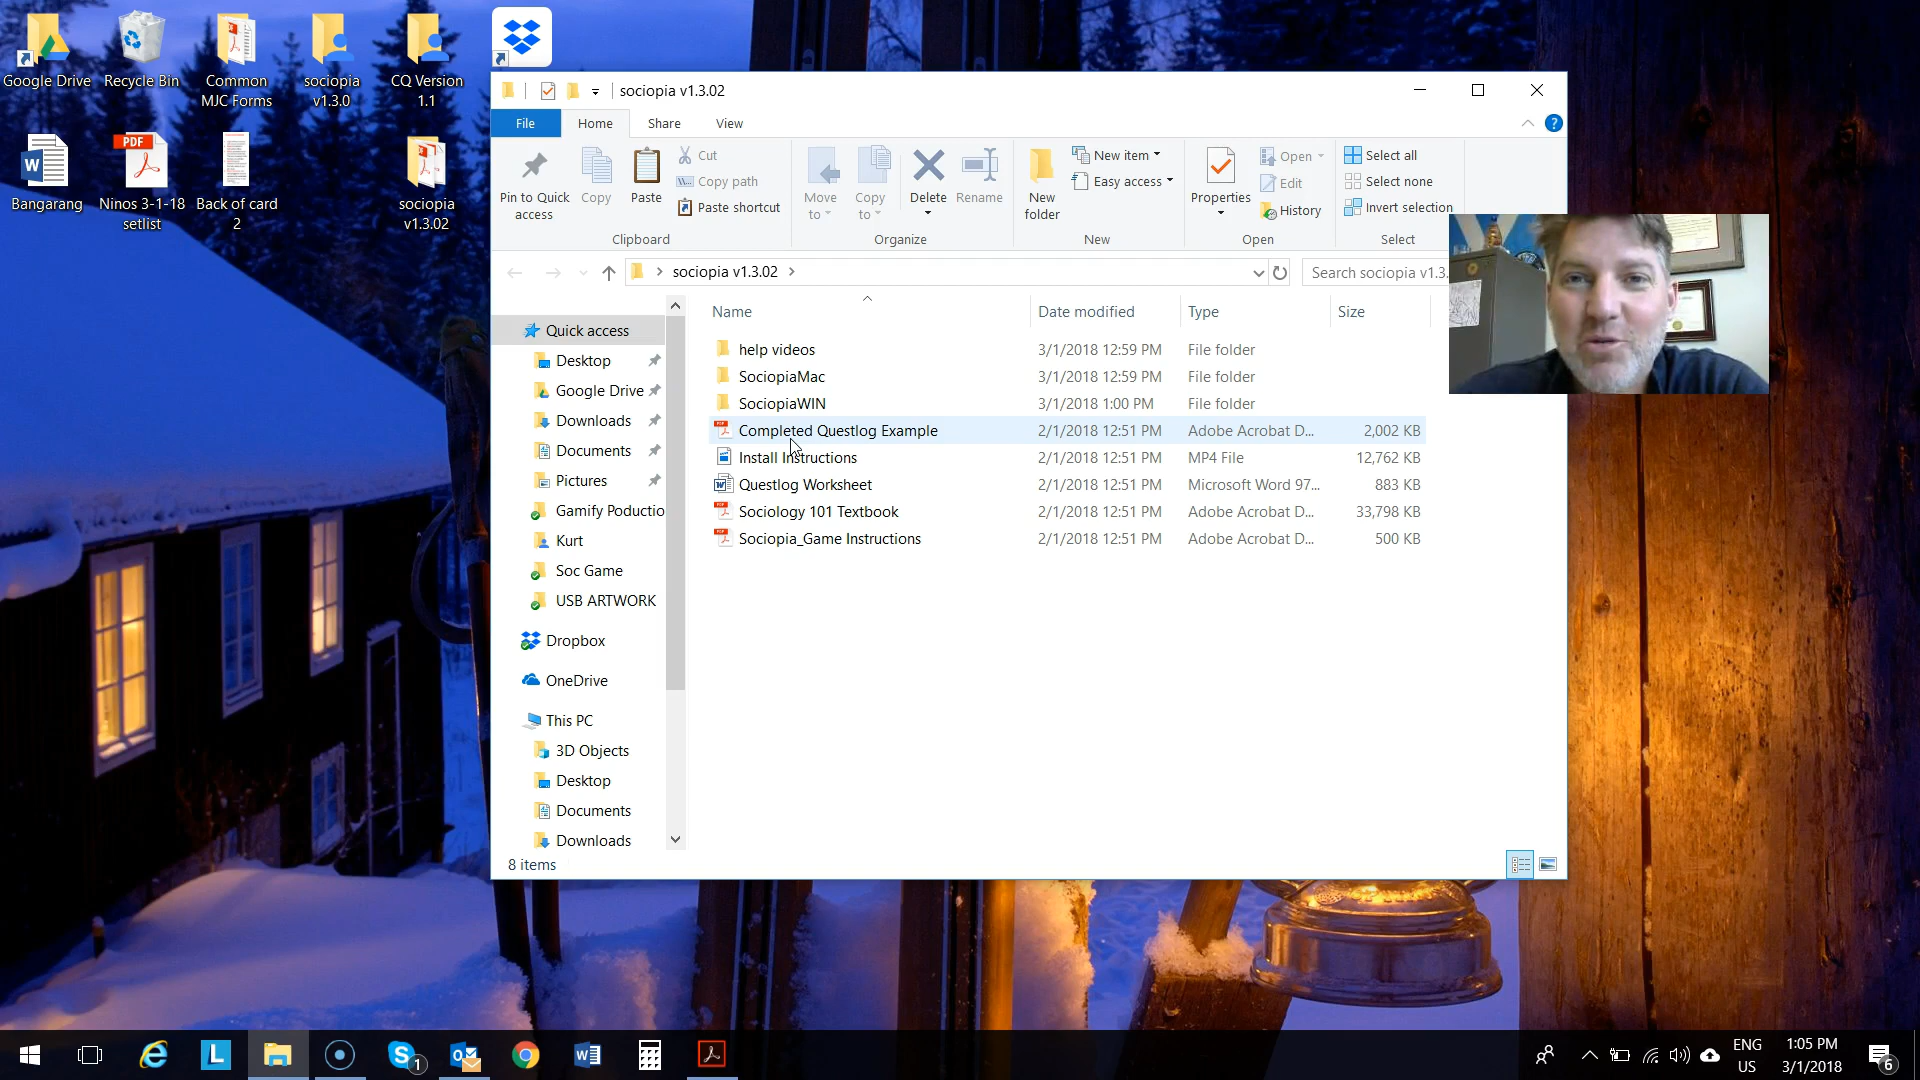 Google Drive
Recycle Bin
Common
MJC Forms
sociopia
v1.3.0
CQ Version
1.1
PDF
Bangarang
Ninos 3-1-18
setlist
Back of card
2
sociopia
v1.3.02
sociopia v1.3.02
File
Home
Share
View
Pin to Quick
access
Copy
Paste
Cut
Copy path
Paste shortcut
Clipboard
Move
to
Copy
to
Delete
Rename
Organize
New
folder
New item
Easy access
New
Properties
Open
Edit
History
Open
Select all
Select none
Invert selection
Select
sociopia v1.3.02
Search sociopia v1.3.
Name
Date modified
Type
Size
help videos
3/1/2018 12:59 PM
File folder
SociopiaMac
3/1/2018 12:59 PM
File folder
SociopiaWIN
3/1/2018 1:00 PM
File folder
Completed Questlog Example
2/1/2018 12:51 PM
Adobe Acrobat D...
2,002 KB
Install Instructions
2/1/2018 12:51 PM
MP4 File
12,762 KB
Questlog Worksheet
2/1/2018 12:51 PM
Microsoft Word 97...
883 KB
Sociology 101 Textbook
2/1/2018 12:51 PM
Adobe Acrobat D...
33,798 KB
Sociopia_Game Instructions
2/1/2018 12:51 PM
Adobe Acrobat D...
500 KB
Quick access
Desktop
Google Drive
Downloads
Documents
Pictures
Gamify Poductio
Kurt
Soc Game
USB ARTWORK
Dropbox
OneDrive
This PC
3D Objects
Desktop
Documents
Downloads
8 items
L
1
ENG
US
1:05 PM
3/1/2018
6